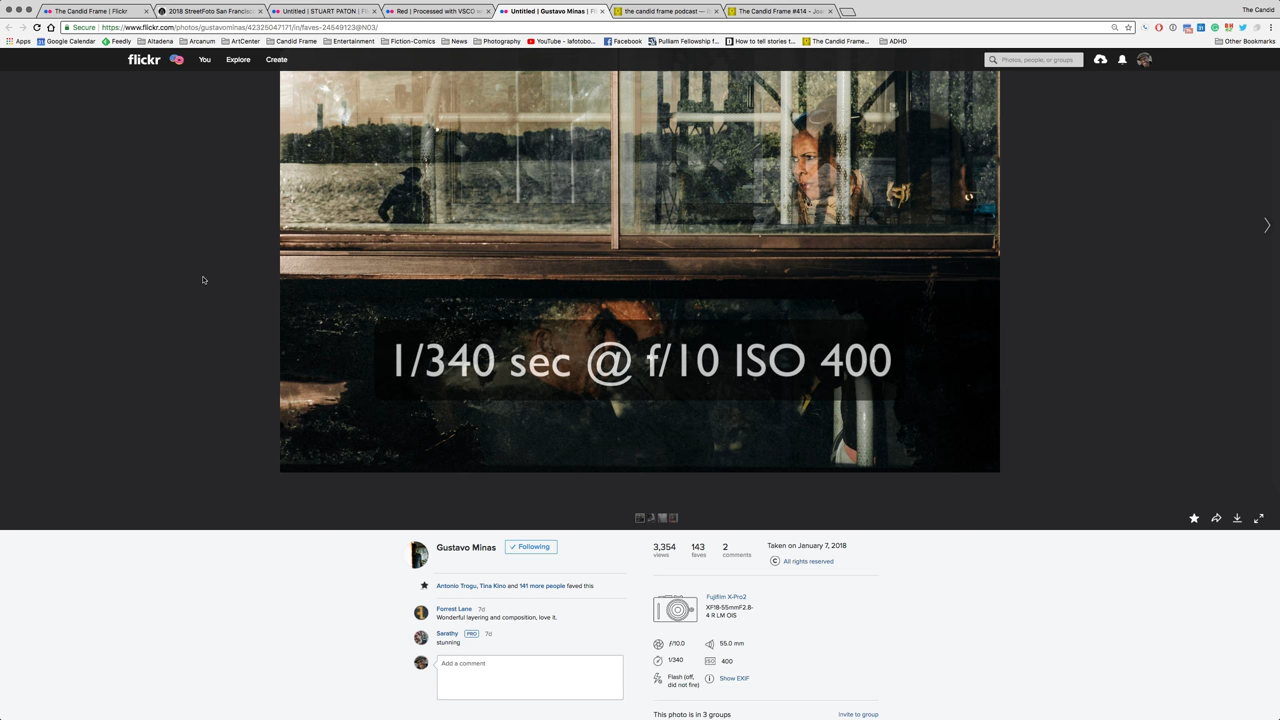 The Candid Frame | Flickr
2018 StreetFoto San Francisc
Untitled | STUART PATON | Fli
Red | Processed with VSCO w
Untitled | Gustavo Minas | Fl
the candid frame podcast — i
The Candid Frame #414 - Jos
The Candid
Secure | https://www.flickr.com/photos/gustavominas/42325047171/in/faves-24549123@N03/
Apps
Google Calendar
Feedly
Altadena
Arcanum
ArtCenter
Candid Frame
Entertainment
Fiction-Comics
News
Photography
YouTube - lafotobo...
Facebook
Pulliam Fellowship f...
How to tell stories t...
The Candid Frame...
ADHD
Other Bookmarks
flickr
You
Explore
Create
Photos, people, or groups
1/340 sec @ f/10 ISO 400
Gustavo Minas
✓ Following
Antonio Trogu, Tina Kino and 141 more people faved this
Forrest Lane 7d
Wonderful layering and composition, love it.
Sarathy PRO 7d
stunning
Add a comment
3,354
views
143
faves
2
comments
Taken on January 7, 2018
All rights reserved
Fujifilm X-Pro2
XF18-55mmF2.8-
4 R LM OIS
ƒ/10.0
55.0 mm
1/340
ISO
400
Flash (off,
did not fire)
Show EXIF
This photo is in 3 groups
Invite to group